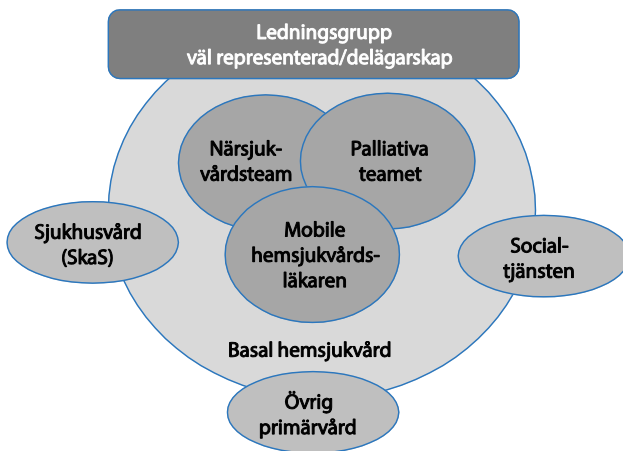 Ledningsgrupp
väl representerad/delägarskap
Närsjuk-
vårdsteam
Palliativa
teamet
Mobile
hemsjukvårds-
läkaren
Sjukhusvård
(SkaS)
Social-
tjänsten
Basal hemsjukvård
Övrig
primärvård